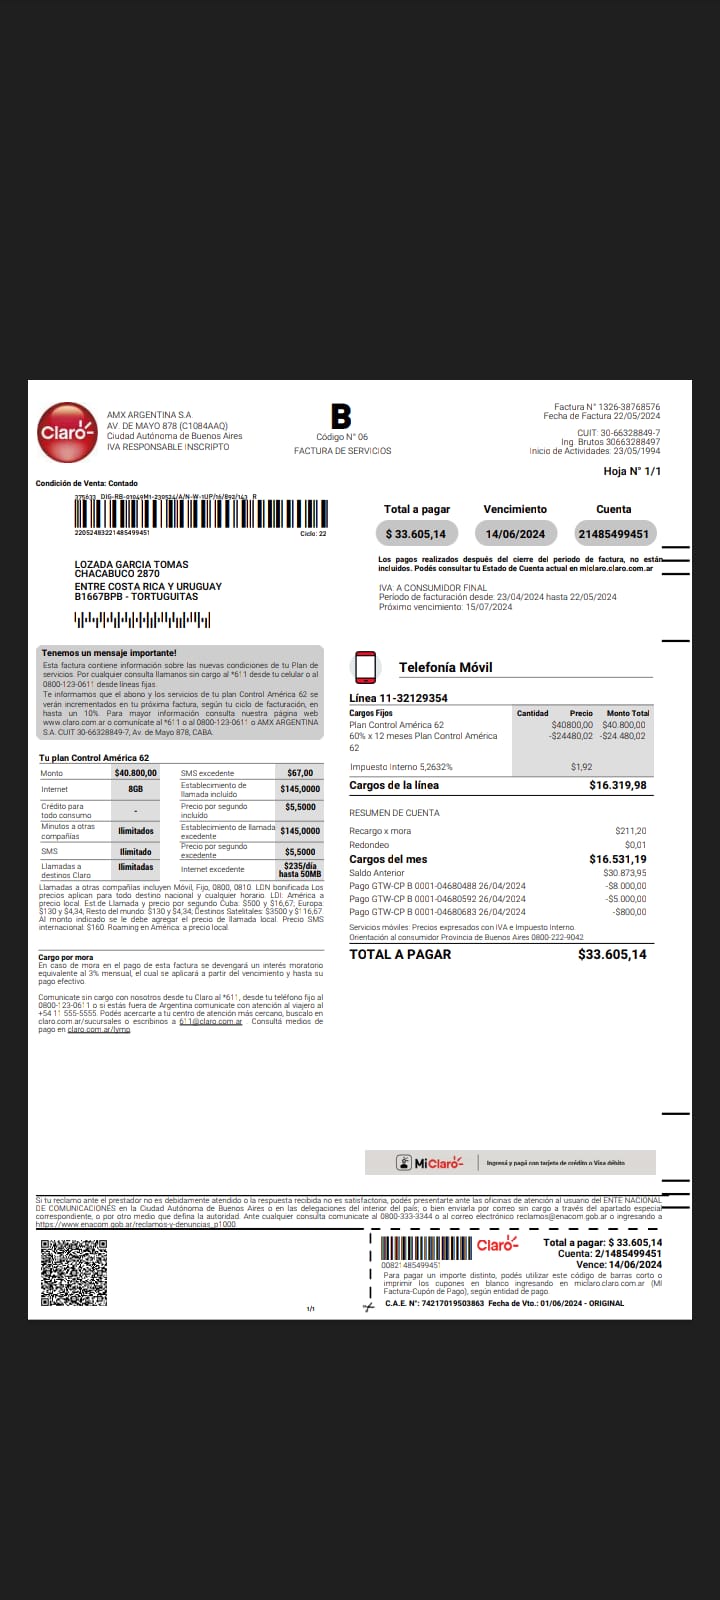 Claro
AMX ARGENTINA S.A.
AV. DE MAYO 878 (C1084AAQ)
Ciudad Autónoma de Buenos Aires
IVA RESPONSABLE INSCRIPTO
B
Código N° 06
FACTURA DE SERVICIOS
Factura N° 1326-38768576
Fecha de Factura 22/05/2024
CUIT: 30-66328849-7
Ing. Brutos 30663288497
Inicio de Actividades: 23/05/1994
Hoja N° 1/1
Condición de Venta: Contado
Ciclo: 22
Total a pagar Vencimiento Cuenta
$ 33.605,14 14/06/2024 21485499451
Los pagos realizados después del cierre del periodo de factura, no están
incluidos. Podés consultar tu Estado de Cuenta actual en miclaro.claro.com.ar
LOZADA GARCIA TOMAS
CHACABUCO 2870
ENTRE COSTA RICA Y URUGUAY
B1667BPB - TORTUGUITAS
IVA: A CONSUMIDOR FINAL
Período de facturación desde: 23/04/2024 hasta 22/05/2024
Próximo vencimiento: 15/07/2024
Tenemos un mensaje importante!
Esta factura contiene información sobre las nuevas condiciones de tu Plan de
servicios. Por cualquier consulta llamanos sin cargo al *611 desde tu celular o al
0800-123-0611 desde líneas fijas.
Te informamos que el abono y los servicios de tu plan Control América 62 se
verán incrementados en tu próxima factura, según tu ciclo de facturación, en
hasta un 10%. Para mayor información consulta nuestra página web
www.claro.com.ar o comunicate al *611 o al 0800-123-0611 o AMX ARGENTINA
S.A. CUIT 30-66328849-7, Av. de Mayo 878, CABA.
Tu plan Control América 62
Monto $40.800,00 SMS excedente $67,00
Internet 8GB Establecimiento de llamada incluído $145,0000
Crédito para todo consumo - Precio por segundo incluído $5,5000
Minutos a otras compañías Ilimitados Establecimiento de llamada excedente $145,0000
SMS Ilimitado Precio por segundo excedente $5,5000
Llamadas a destinos Claro Ilimitadas Internet excedente $235/día hasta 50MB
Llamadas a otras compañías incluyen Móvil, Fijo, 0800, 0810. LDN bonificada Los
precios aplican para todo destino nacional y cualquier horario. LDI: América a
precio local. Est.de Llamada y precio por segundo Cuba: $500 y $16,67; Europa
$130 y $4,34; Resto del mundo: $130 y $4,34; Destinos Satelitales: $3500 y $116,67.
Al monto indicado se le debe agregar el precio de llamada local. Precio SMS
internacional: $160. Roaming en América: a precio local.
Cargo por mora
En caso de mora en el pago de esta factura se devengará un interés moratorio
equivalente al 3% mensual, el cual se aplicará a partir del vencimiento y hasta su
pago efectivo.
Comunicate sin cargo con nosotros desde tu Claro al *611, desde tu teléfono fijo al
0800-123-0611 o si estás fuera de Argentina comunicate con atención al viajero al
+54 11 555-5555. Podés acercarte a tu centro de atención más cercano, buscalo en
claro.com.ar/sucursales o escribinos a 611@claro.com.ar . Consultá medios de
pago en claro.com.ar/lvmp.
Telefonía Móvil
Línea 11-32129354
Cargos Fijos Cantidad Precio Monto Total
Plan Control América 62 $40800,00 $40.800,00
60% x 12 meses Plan Control América -$24480,02 -$24.480,02
62
Impuesto Interno 5,2632% $1,92
Cargos de la línea $16.319,98
RESUMEN DE CUENTA
Recargo x mora $211,20
Redondeo $0,01
Cargos del mes $16.531,19
Saldo Anterior $30.873,95
Pago GTW-CP B 0001-04680488 26/04/2024 -$8.000,00
Pago GTW-CP B 0001-04680592 26/04/2024 -$5.000,00
Pago GTW-CP B 0001-04680683 26/04/2024 -$800,00
Servicios móviles: Precios expresados con IVA e Impuesto Interno.
Orientación al consumidor Provincia de Buenos Aires 0800-222-9042
TOTAL A PAGAR $33.605,14
MiClaro Ingresá y pagá con tarjeta de crédito o Visa débito
Si tu reclamo ante el prestador no es debidamente atendido o la respuesta recibida no es satisfactoria, podés presentarte ante las oficinas de atención al usuario del ENTE NACIONAL
DE COMUNICACIONES en la Ciudad Autónoma de Buenos Aires o en las delegaciones del interior del país; o bien enviarla por correo sin cargo a través del apartado especial
correspondiente, o por otro medio que defina la autoridad. Ante cualquier consulta comunicate al 0800-333-3344 o al correo electrónico reclamos@enacom.gob.ar o ingresando a
https://www.enacom.gob.ar/reclamos-y-denuncias_p1000
Claro
00821485499451
Total a pagar: $ 33.605,14
Cuenta: 2/1485499451
Vence: 14/06/2024
Para pagar un importe distinto, podés utilizar este código de barras corto o
imprimir los cupones en blanco ingresando en miclaro.com.ar (Mi
Factura-Cupón de Pago), según entidad de pago.
C.A.E. N°: 74217019503863 Fecha de Vto.: 01/06/2024 - ORIGINAL
1/1